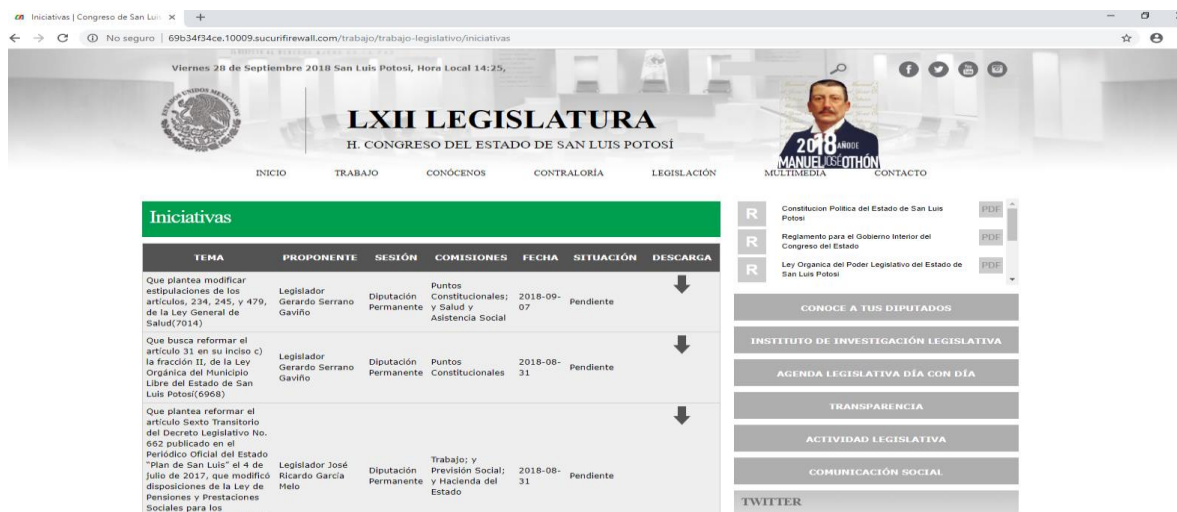 Iniciativas | Congreso de San Luis
No seguro | 69b34f34ce.10009.sucurifirewall.com/trabajo/trabajo-legislativo/iniciativas
Viernes 28 de Septiembre 2018 San Luis Potosí, Hora Local 14:25,
ESTADOS UNIDOS MEXICANOS
LXII LEGISLATURA
H. CONGRESO DEL ESTADO DE SAN LUIS POTOSÍ
2018 AÑO DE
MANUEL JOSÉ OTHÓN
INICIO TRABAJO CONÓCENOS CONTRALORÍA LEGISLACIÓN MULTIMEDIA CONTACTO
Iniciativas
TEMA PROPONENTE SESIÓN COMISIONES FECHA SITUACIÓN DESCARGA
Que plantea modificar
estipulaciones de los
artículos, 234, 245, y 479,
de la Ley General de
Salud(7014)
Legislador
Gerardo Serrano
Gaviño
Diputación
Permanente
Puntos
Constitucionales;
y Salud y
Asistencia Social
2018-09-
07
Pendiente
Que busca reformar el
artículo 31 en su inciso c)
la fracción II, de la Ley
Orgánica del Municipio
Libre del Estado de San
Luis Potosí(6968)
Legislador
Gerardo Serrano
Gaviño
Diputación
Permanente
Puntos
Constitucionales
2018-08-
31
Pendiente
Que plantea reformar el
artículo Sexto Transitorio
del Decreto Legislativo No.
662 publicado en el
Periódico Oficial del Estado
"Plan de San Luis" el 4 de
julio de 2017, que modificó
disposiciones de la Ley de
Pensiones y Prestaciones
Sociales para los
Legislador José
Ricardo García
Melo
Diputación
Permanente
Trabajo; y
Previsión Social;
y Hacienda del
Estado
2018-08-
31
Pendiente
R Constitucion Politica del Estado de San Luis
Potosi
PDF
R Reglamento para el Gobierno Interior del
Congreso del Estado
PDF
R Ley Organica del Poder Legislativo del Estado de
San Luis Potosi
PDF
CONOCE A TUS DIPUTADOS
INSTITUTO DE INVESTIGACIÓN LEGISLATIVA
AGENDA LEGISLATIVA DÍA CON DÍA
TRANSPARENCIA
ACTIVIDAD LEGISLATIVA
COMUNICACIÓN SOCIAL
TWITTER